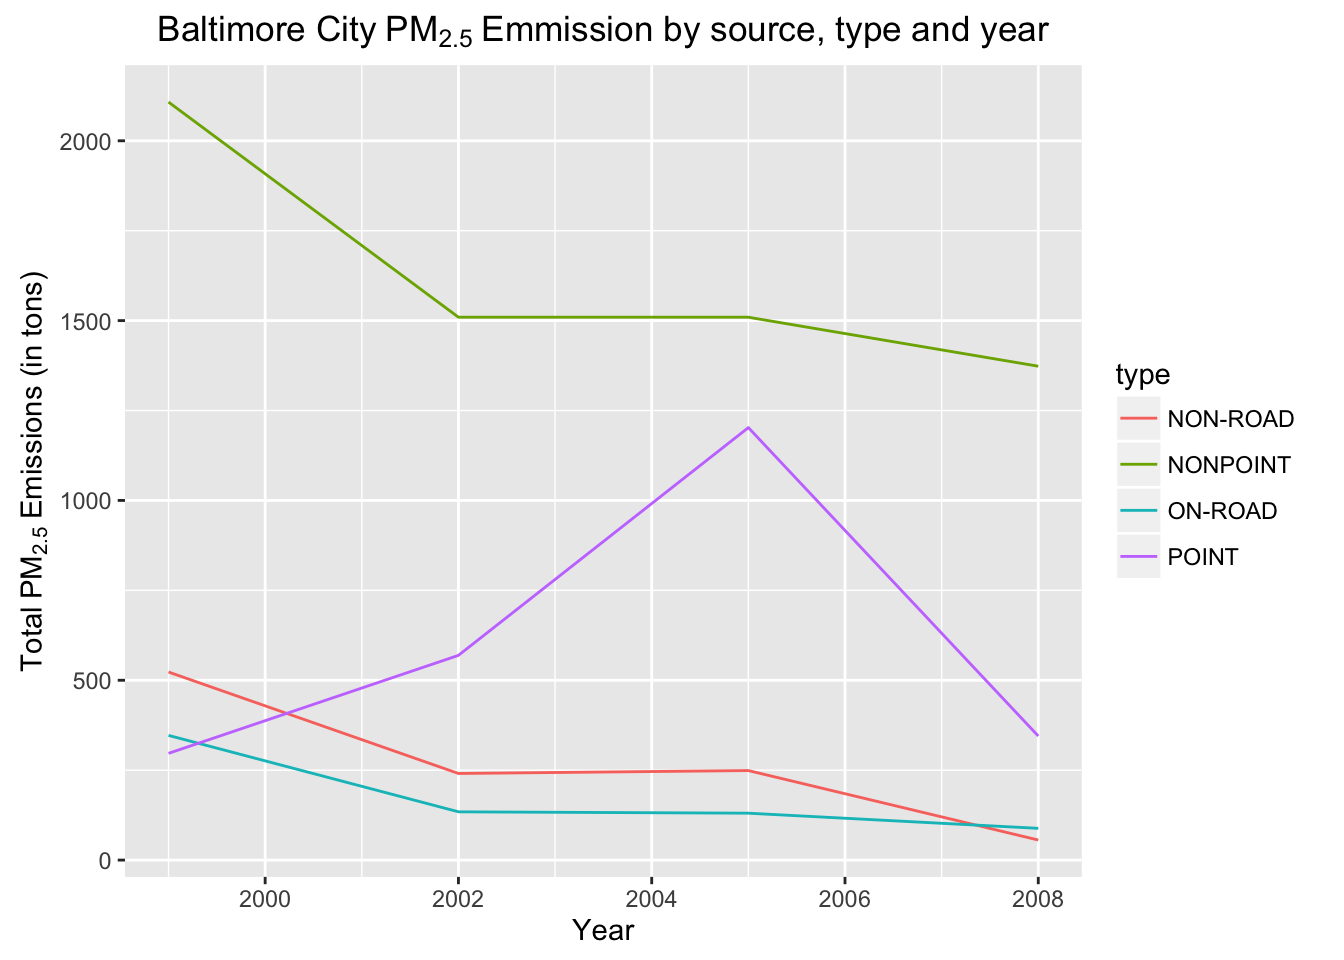 Baltimore City PM2.5 Emmission by source, type and year
Total PM2.5 Emissions (in tons)
2000
1500
1000
500
0
2000 2002 2004 2006 2008
Year
type
NON-ROAD
NONPOINT
ON-ROAD
POINT